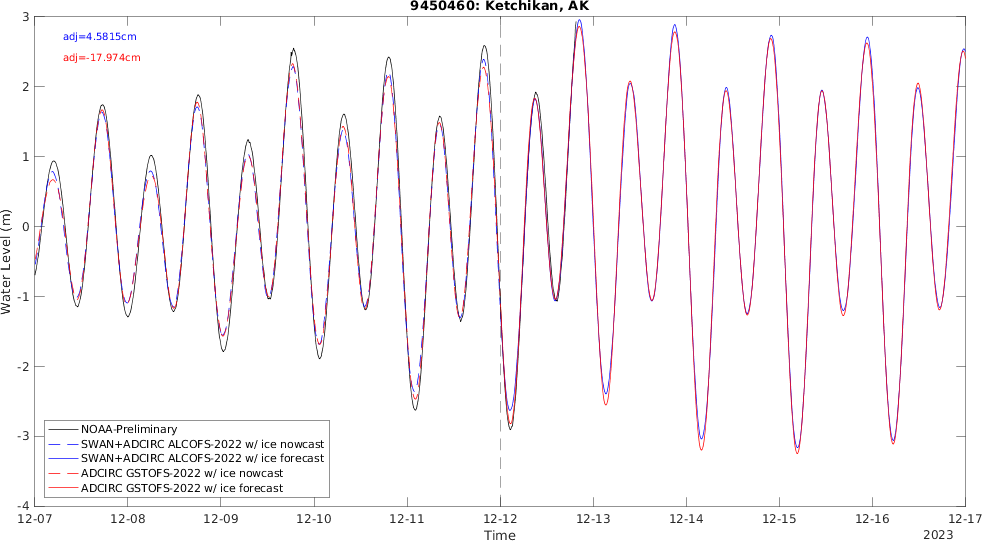 9450460: Ketchikan, AK
adj=4.5815cm
adj=-17.974cm
3
2
1
0
-1
-2
-3
-4
Water Level (m)
NOAA-Preliminary
SWAN+ADCIRC ALCOFS-2022 w/ ice nowcast
SWAN+ADCIRC ALCOFS-2022 w/ ice forecast
ADCIRC GSTOFS-2022 w/ ice nowcast
ADCIRC GSTOFS-2022 w/ ice forecast
12-07 12-08 12-09 12-10 12-11 12-12 12-13 12-14 12-15 12-16 12-17
Time
2023